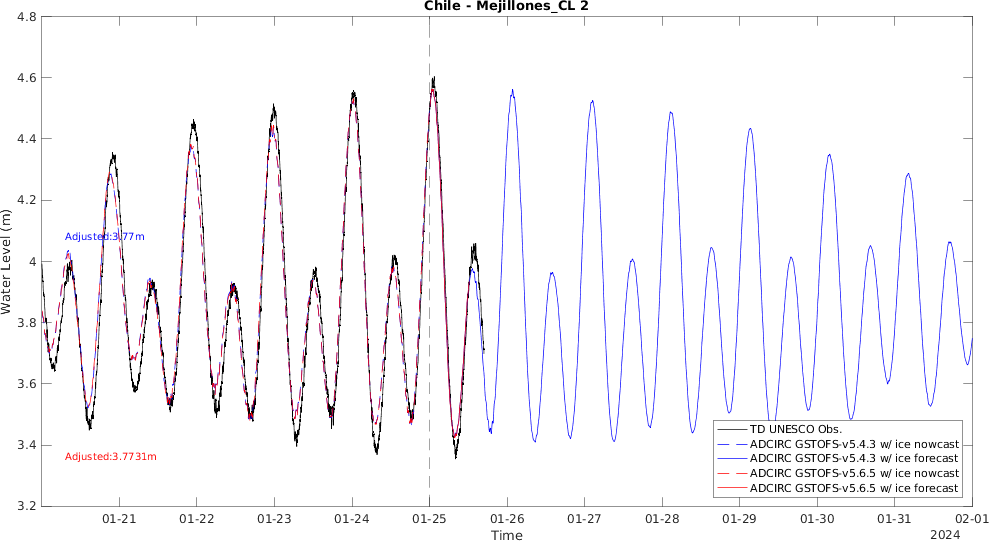 Chile - Mejillones_CL 2
4.8
4.6
4.4
4.2
4
3.8
3.6
3.4
3.2
Water Level (m)
Adjusted:3.77m
Adjusted:3.7731m
TD UNESCO Obs.
ADCIRC GSTOFS-v5.4.3 w/ ice nowcast
ADCIRC GSTOFS-v5.4.3 w/ ice forecast
ADCIRC GSTOFS-v5.6.5 w/ ice nowcast
ADCIRC GSTOFS-v5.6.5 w/ ice forecast
01-21 01-22 01-23 01-24 01-25 01-26 01-27 01-28 01-29 01-30 01-31 02-01
Time
2024